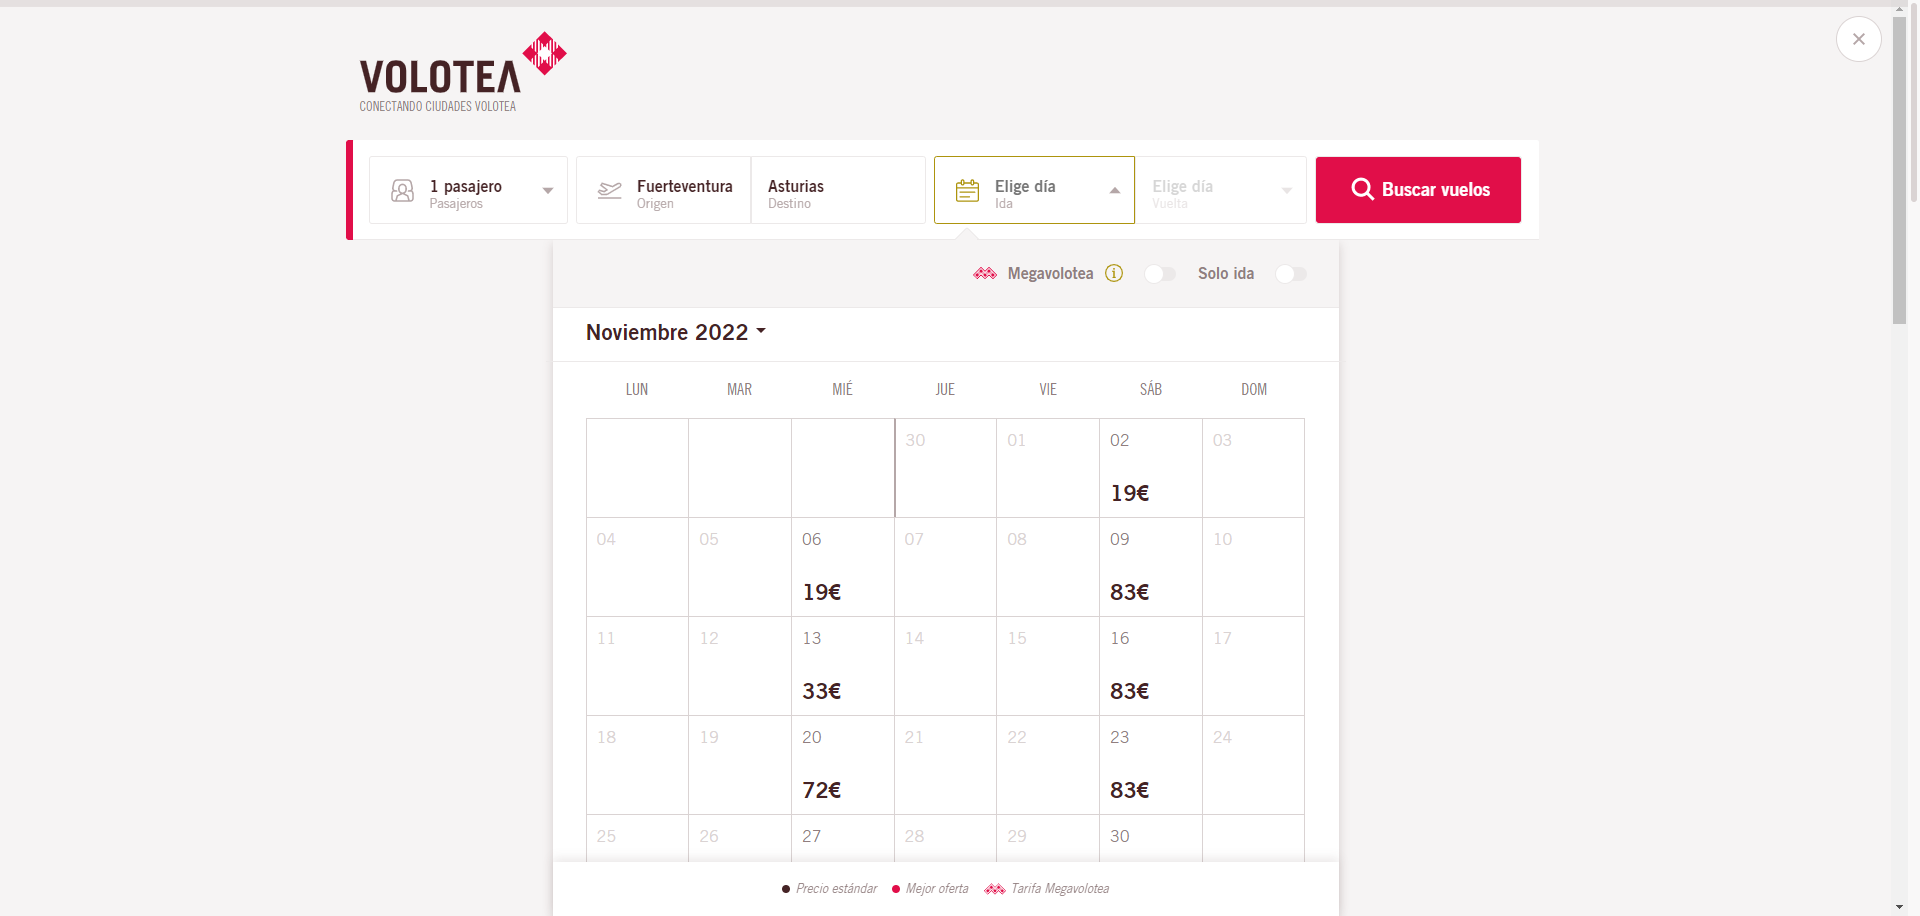 VOLOTEA
CONECTANDO CIUDADES VOLOTEA
1 pasajero
Pasajeros
Fuerteventura
Origen
Asturias
Destino
Elige día
Ida
Elige día
Vuelta
Buscar vuelos
Megavolotea
Solo ida
Noviembre 2022
LUN MAR MIÉ JUE VIE SÁB DOM
30 01 02 03
19€
04 05 06 07 08 09 10
19€ 83€
11 12 13 14 15 16 17
33€ 83€
18 19 20 21 22 23 24
72€ 83€
25 26 27 28 29 30
Precio estándar Mejor oferta Tarifa Megavolotea